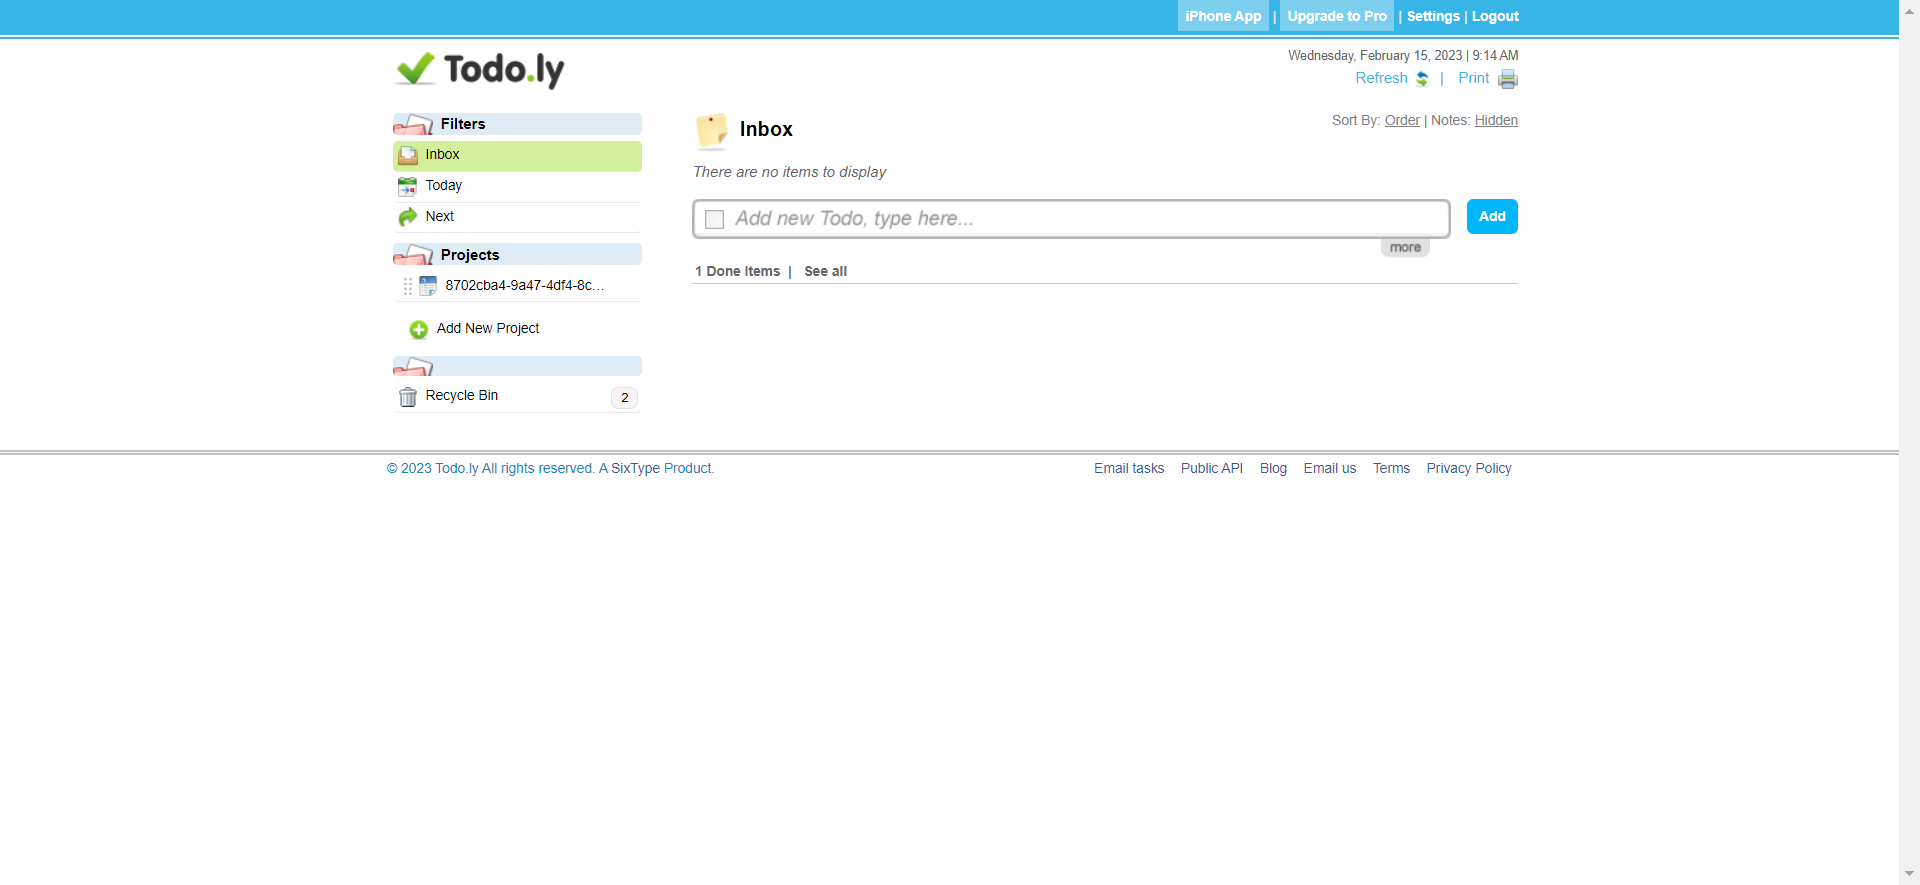 iPhone App | Upgrade to Pro | Settings | Logout
Todo.ly
Wednesday, February 15, 2023 | 9:14 AM
Refresh | Print
Filters
Inbox
Today
Next
Projects
8702cba4-9a47-4df4-8c...
Add New Project
Recycle Bin 2
Inbox
Sort By: Order | Notes: Hidden
There are no items to display
Add new Todo, type here...
Add
more
1 Done Items | See all
© 2023 Todo.ly All rights reserved. A SixType Product.
Email tasks Public API Blog Email us Terms Privacy Policy